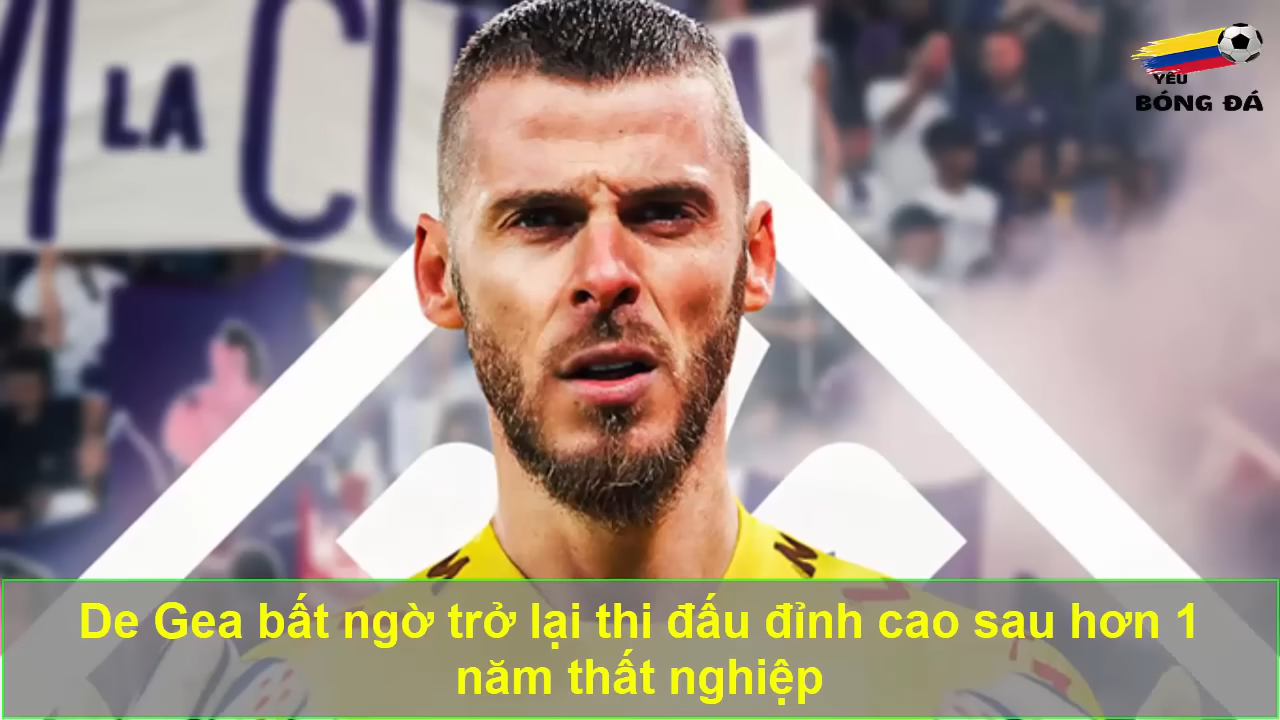 LA
YÊU
BÓNG ĐÁ
De Gea bất ngờ trở lại thi đấu đỉnh cao sau hơn 1
năm thất nghiệp